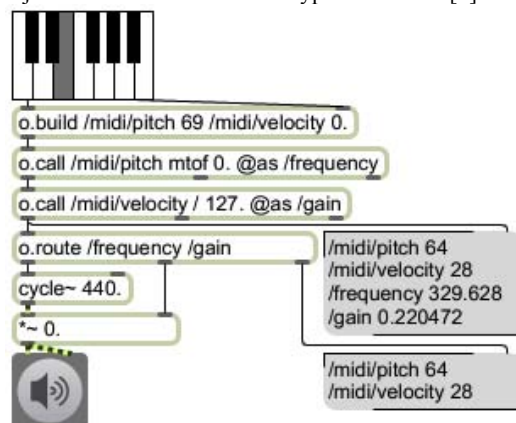 o.build /midi/pitch 69 /midi/velocity 0.
o.call /midi/pitch mtof 0. @as /frequency
o.call /midi/velocity / 127. @as /gain
o.route /frequency /gain
cycle~ 440.
*~ 0.
/midi/pitch 64
/midi/velocity 28
/frequency 329.628
/gain 0.220472
/midi/pitch 64
/midi/velocity 28